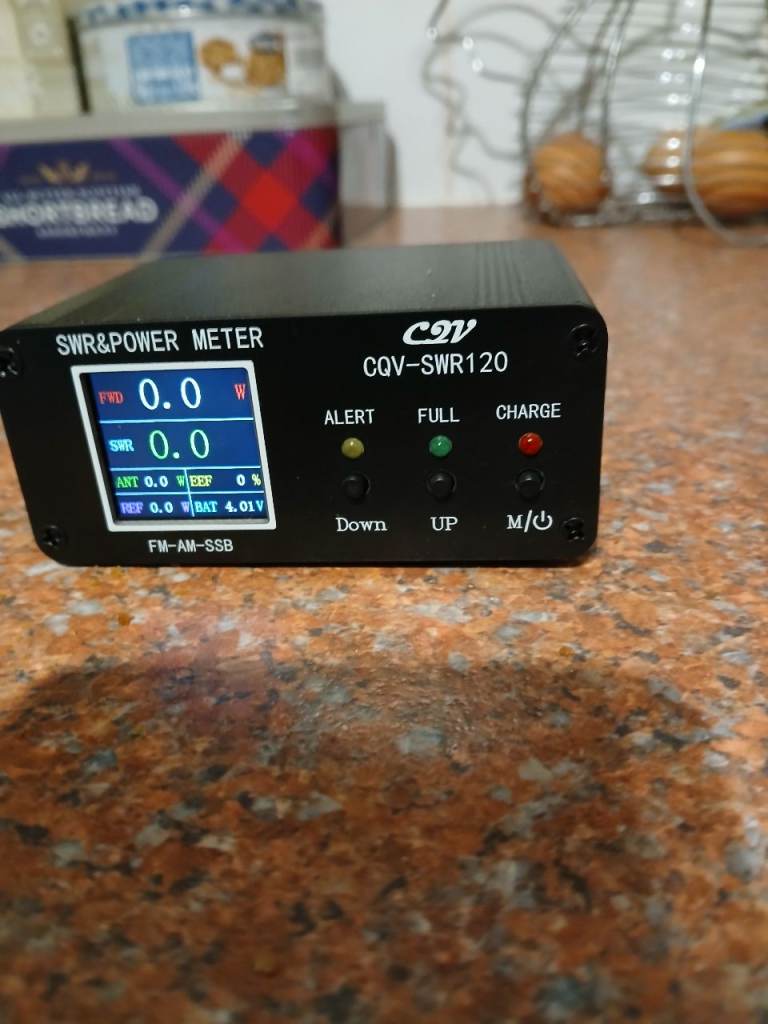 SHORTBREAD
SWR&POWER METER
CQV
CQV-SWR120
FWD 0.0 W
SWR 0.0
ANT 0.0 W EEF 0 %
REF 0.0 W BAT 4.01V
FM-AM-SSB
ALERT FULL CHARGE
Down UP M/⏻